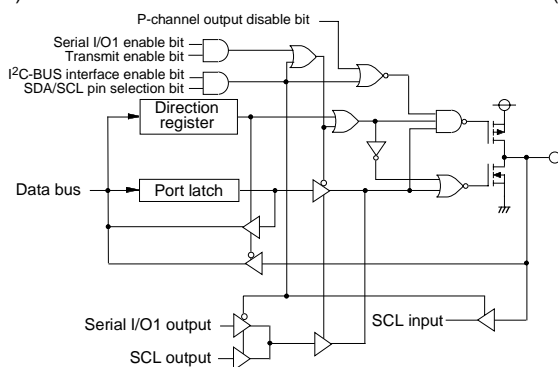 )
(
P-channel output disable bit
Serial I/O1 enable bit
Transmit enable bit
I²C-BUS interface enable bit
SDA/SCL pin selection bit
Direction
register
Data bus
Port latch
Serial I/O1 output
SCL input
SCL output